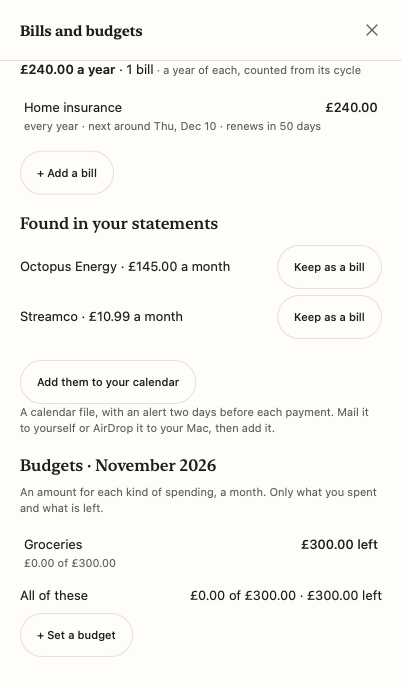 Bills and budgets
£240.00 a year · 1 bill · a year of each, counted from its cycle
Home insurance £240.00
every year · next around Thu, Dec 10 · renews in 50 days
+ Add a bill
Found in your statements
Octopus Energy · £145.00 a month Keep as a bill
Streamco · £10.99 a month Keep as a bill
Add them to your calendar
A calendar file, with an alert two days before each payment. Mail it
to yourself or AirDrop it to your Mac, then add it.
Budgets · November 2026
An amount for each kind of spending, a month. Only what you spent
and what is left.
Groceries £300.00 left
£0.00 of £300.00
All of these £0.00 of £300.00 · £300.00 left
+ Set a budget